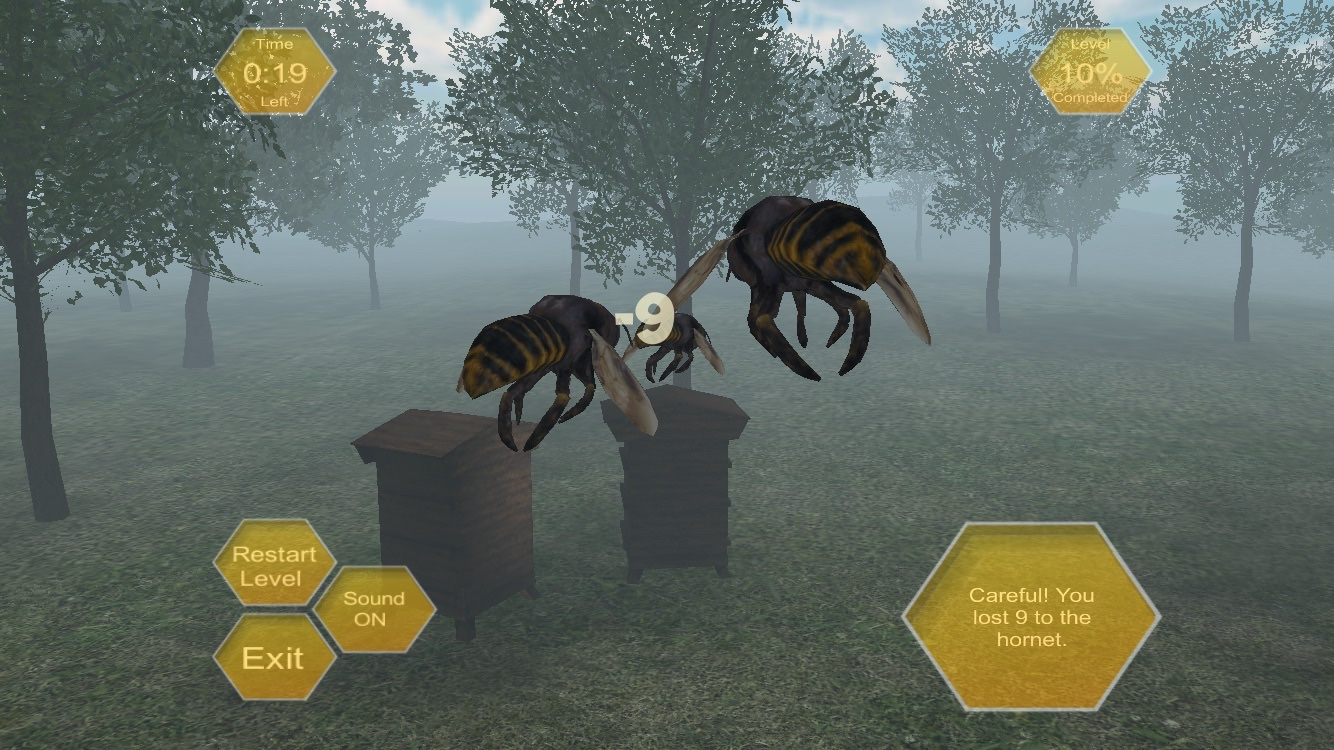 Time
0:19
Left
Level
10%
Completed
-9
Restart
Level
Sound
ON
Exit
Careful! You
lost 9 to the
hornet.